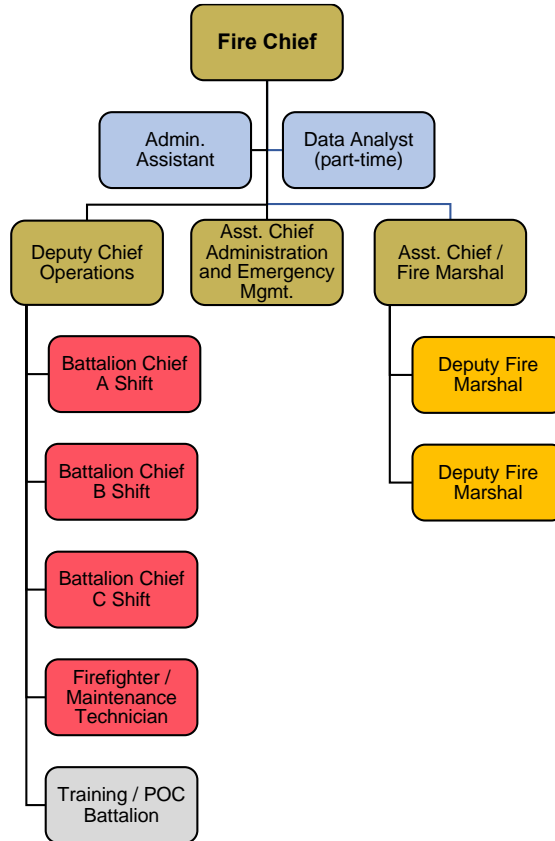 Fire Chief
Admin.
Assistant
Data Analyst
(part-time)
Deputy Chief
Operations
Asst. Chief
Administration
and Emergency
Mgmt.
Asst. Chief /
Fire Marshal
Battalion Chief
A Shift
Deputy Fire
Marshal
Battalion Chief
B Shift
Deputy Fire
Marshal
Battalion Chief
C Shift
Firefighter /
Maintenance
Technician
Training / POC
Battalion